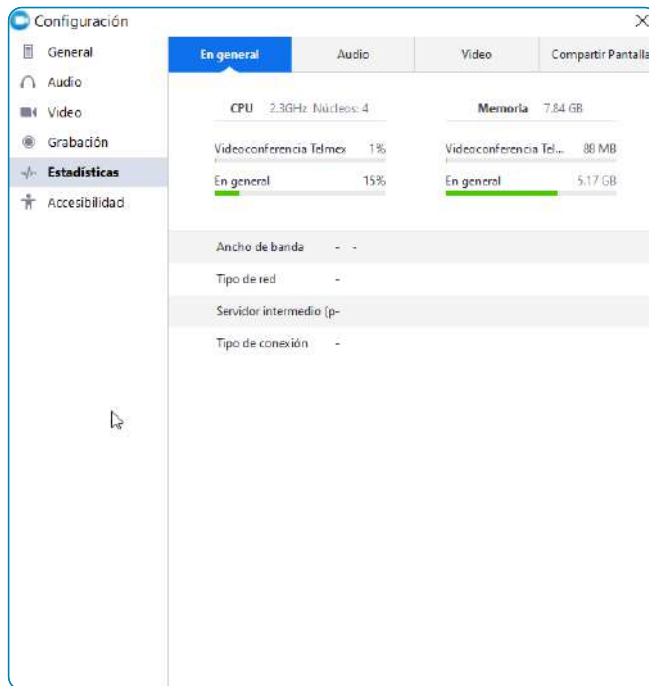 Configuración
General
Audio
Video
Grabación
Estadísticas
Accesibilidad
En general Audio Video Compartir Pantalla
CPU 2.3GHz Núcleos: 4 Memoria 7.84 GB
Videoconferencia Telmex 1% Videoconferencia Tel... 88 MB
En general 15% En general 5.17 GB
Ancho de banda - -
Tipo de red -
Servidor intermedio (p-
Tipo de conexión -